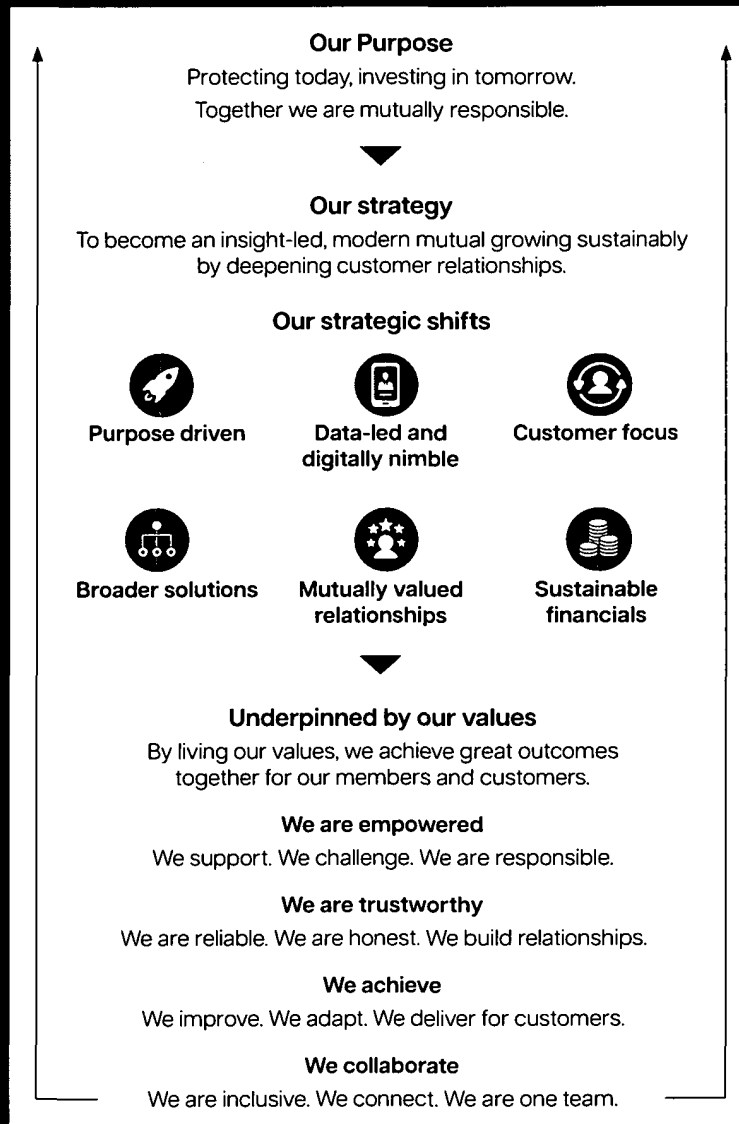 Our Purpose
Protecting today, investing in tomorrow.
Together we are mutually responsible.
Our strategy
To become an insight-led, modern mutual growing sustainably
by deepening customer relationships.
Our strategic shifts
Purpose driven
Data-led and
digitally nimble
Customer focus
Broader solutions
Mutually valued
relationships
Sustainable
financials
Underpinned by our values
By living our values, we achieve great outcomes
together for our members and customers.
We are empowered
We support. We challenge. We are responsible.
We are trustworthy
We are reliable. We are honest. We build relationships.
We achieve
We improve. We adapt. We deliver for customers.
We collaborate
We are inclusive. We connect. We are one team.